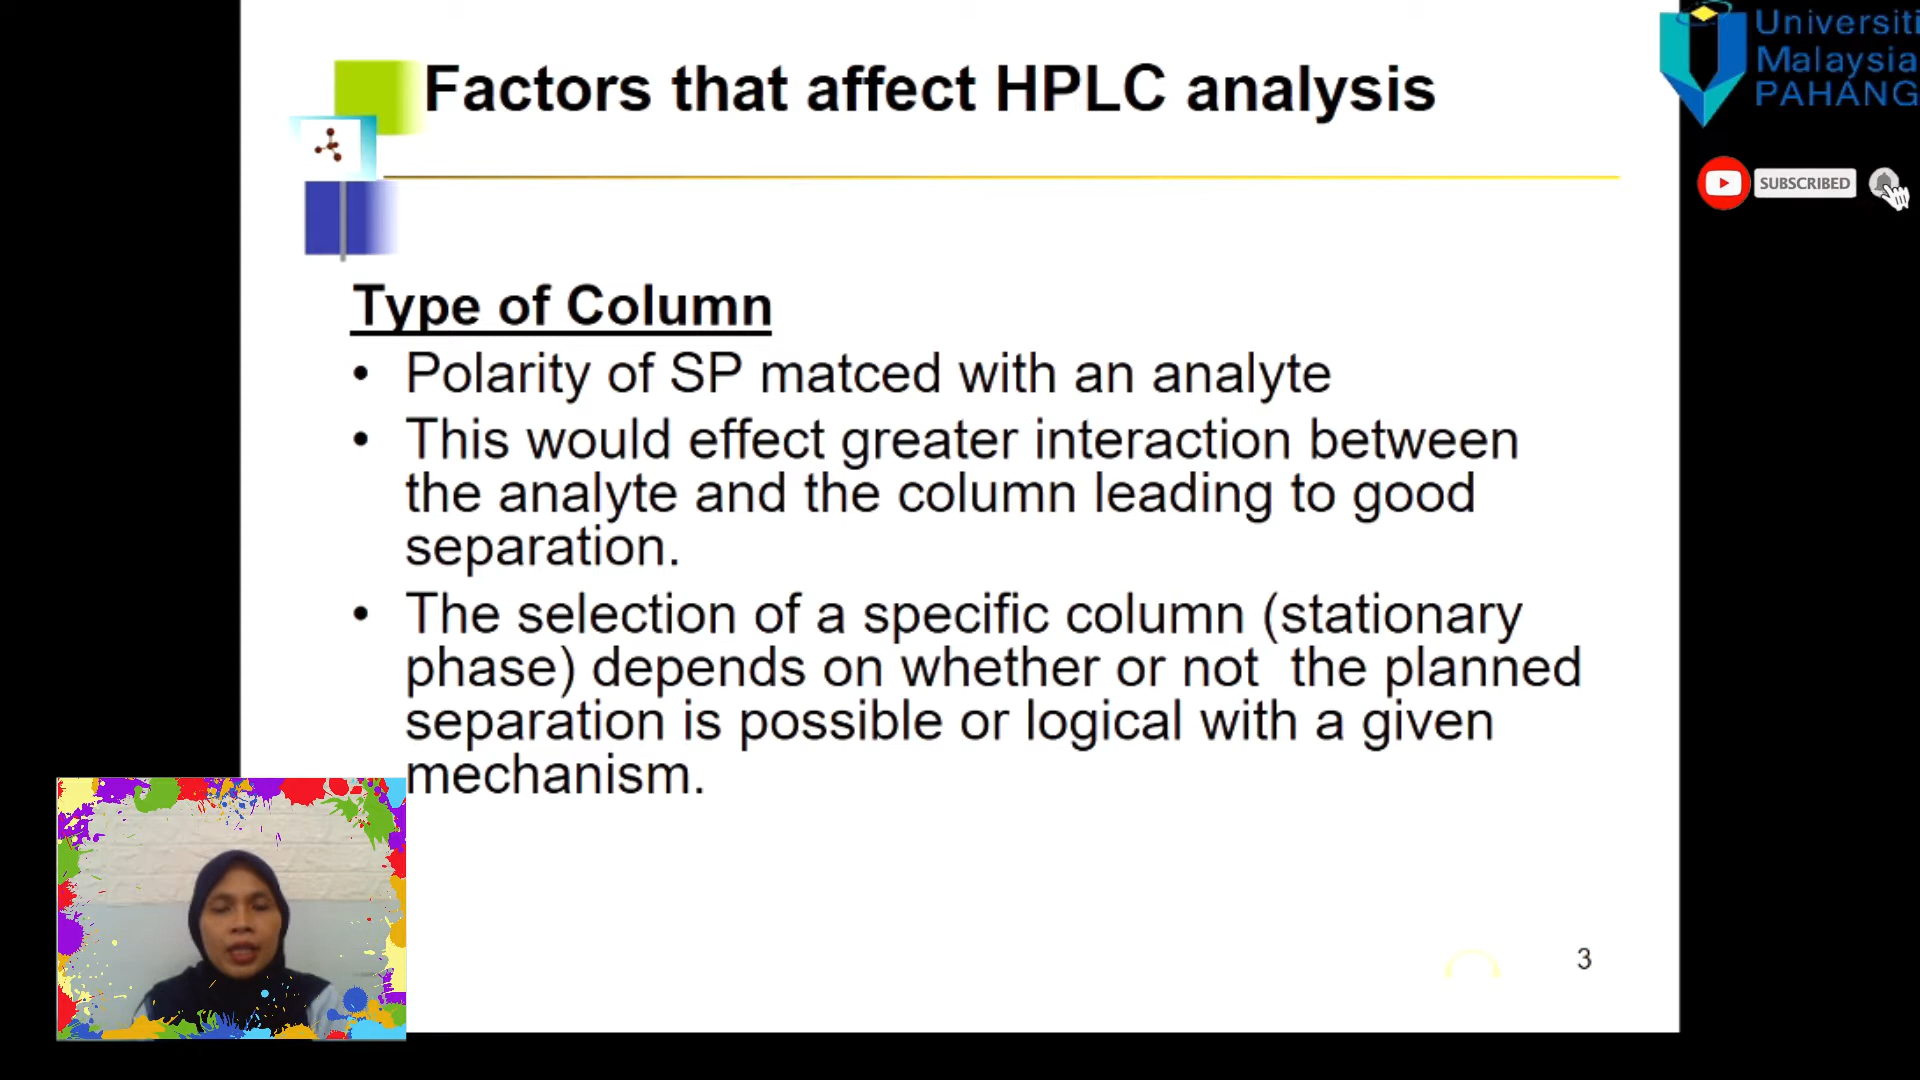 Factors that affect HPLC analysis
Universiti
Malaysia
PAHANG
SUBSCRIBED
Type of Column
• Polarity of SP matced with an analyte
• This would effect greater interaction between
the analyte and the column leading to good
separation.
• The selection of a specific column (stationary
phase) depends on whether or not the planned
separation is possible or logical with a given
mechanism.
3